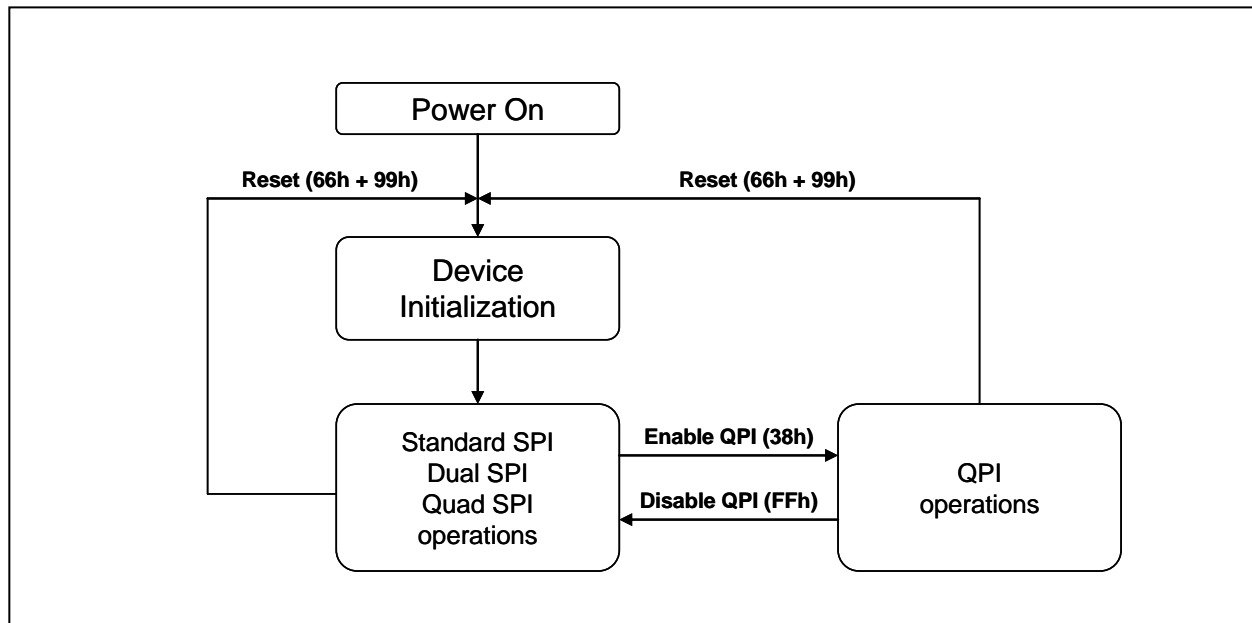 Power On
Reset (66h + 99h)
Reset (66h + 99h)
Device
Initialization
Standard SPI
Dual SPI
Quad SPI
operations
Enable QPI (38h)
Disable QPI (FFh)
QPI
operations